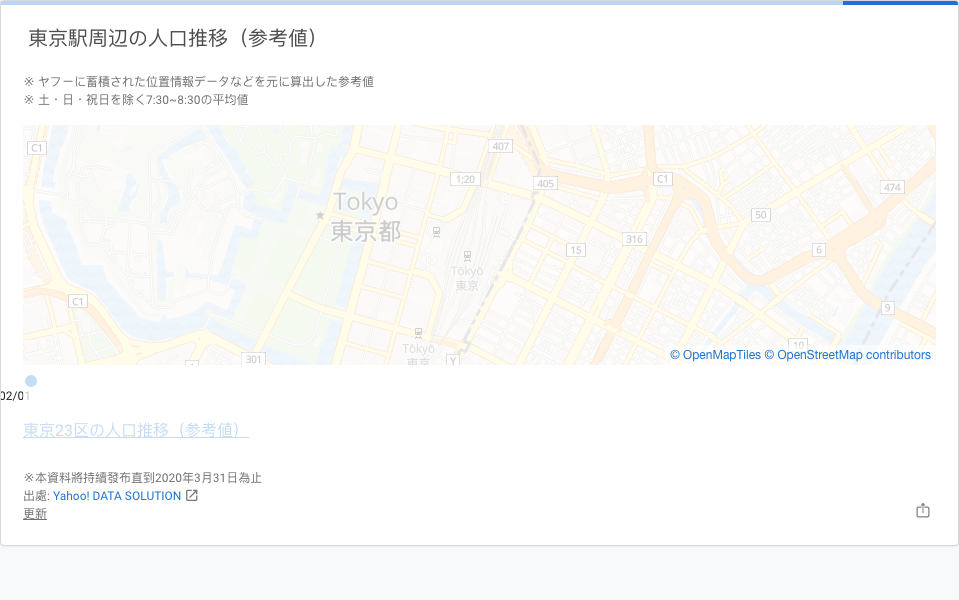 東京駅周辺の人口推移（参考値）
※ ヤフーに蓄積された位置情報データなどを元に算出した参考値
※ 土・日・祝日を除く7:30~8:30の平均値
C1
407
1;20
405
C1
474
Tokyo
東京都
50
316
15
6
Tōkyō
東京
C1
9
10
301
Tōkyō
東京
Y
© OpenMapTiles © OpenStreetMap contributors
02/01
東京23区の人口推移（参考値）
※本資料將持續發布直到2020年3月31日為止
出處: Yahoo! DATA SOLUTION
更新